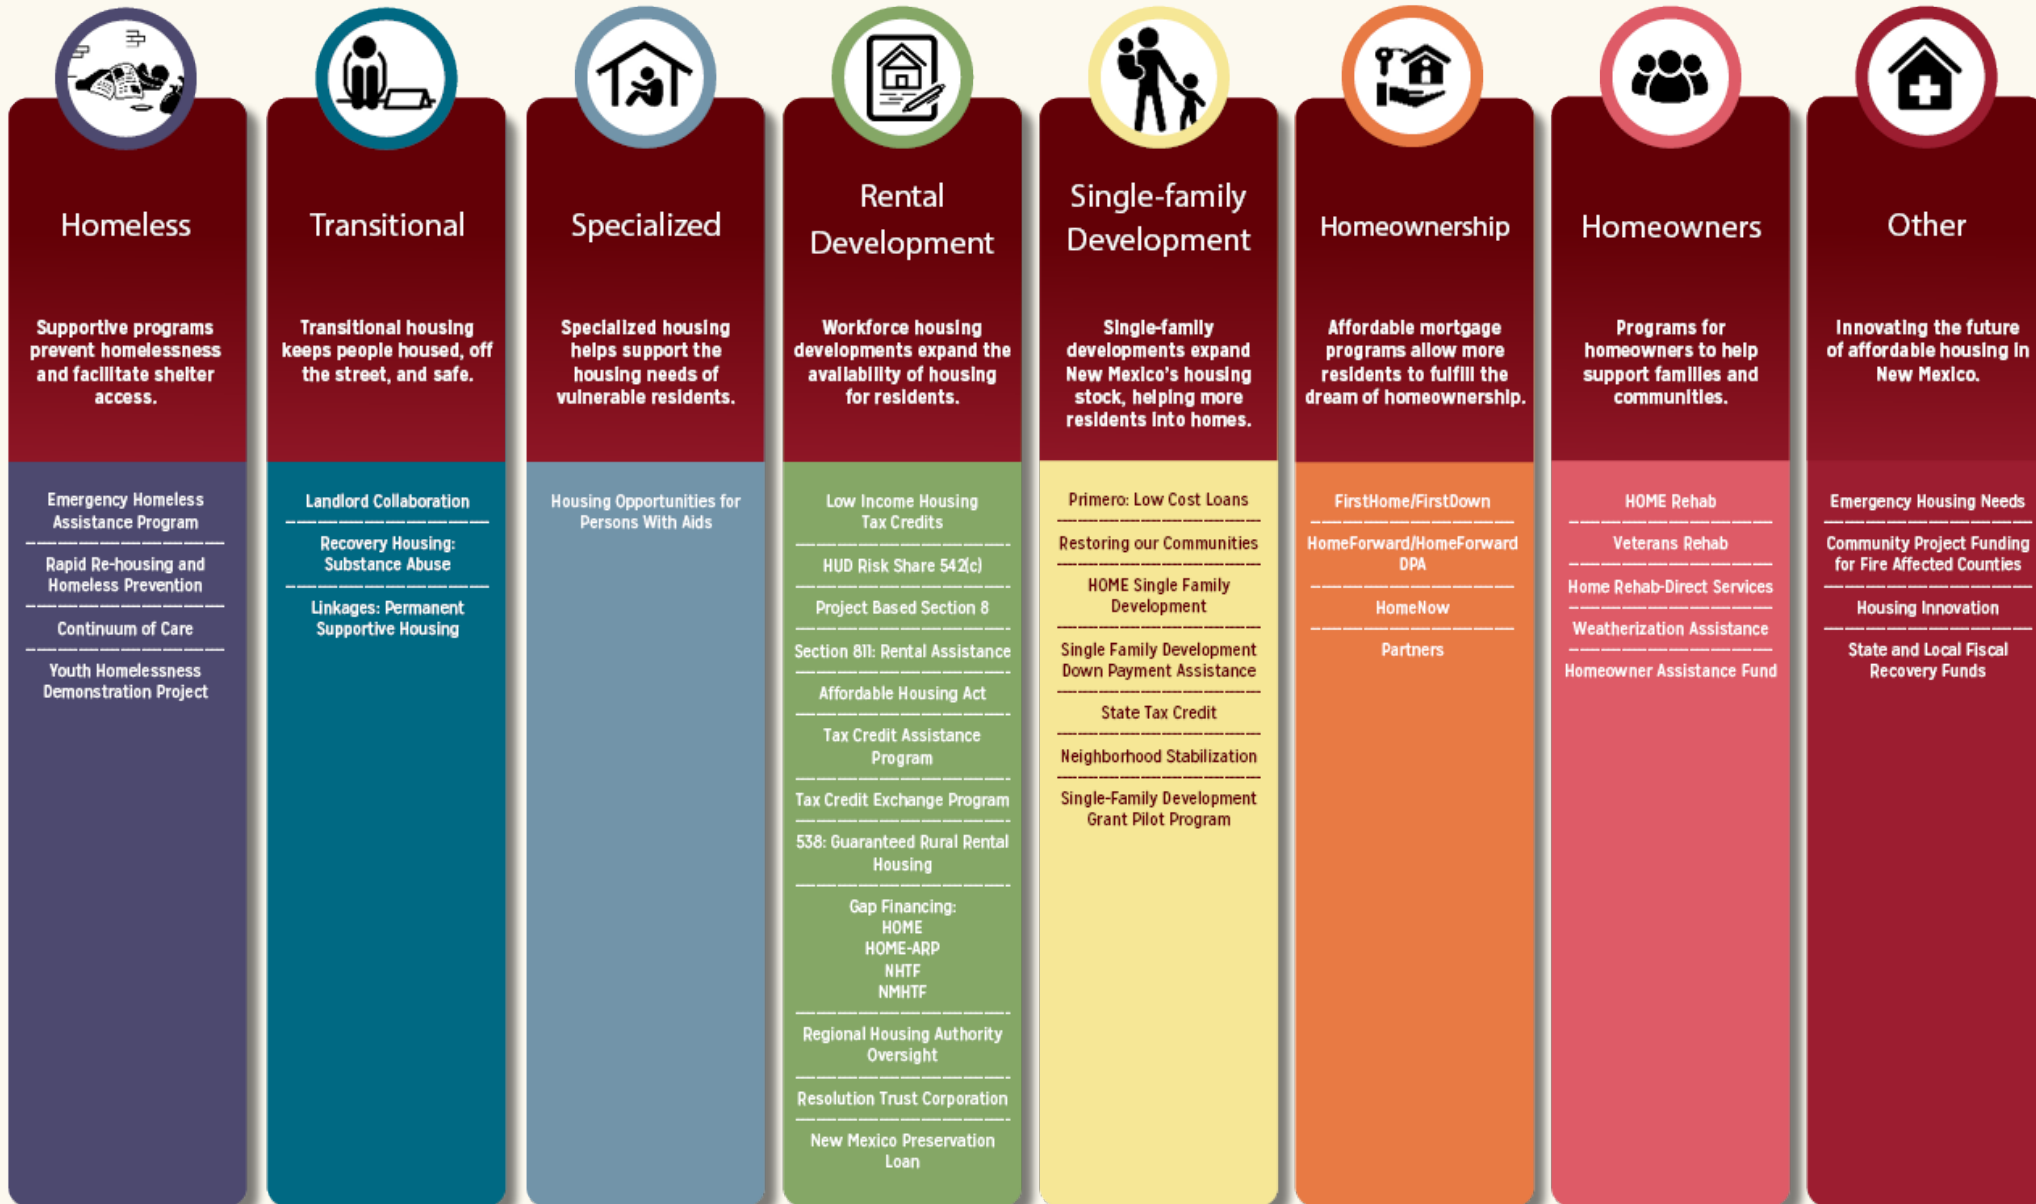 Homeless
Supportive programs
prevent homelessness
and facilitate shelter
access.
Emergency Homeless
Assistance Program
Rapid Re-housing and
Homeless Prevention
Continuum of Care
Youth Homelessness
Demonstration Project
Transitional
Transitional housing
keeps people housed, off
the street, and safe.
Landlord Collaboration
Recovery Housing:
Substance Abuse
Linkages: Permanent
Supportive Housing
Specialized
Specialized housing
helps support the
housing needs of
vulnerable residents.
Housing Opportunities for
Persons With Aids
Rental
Development
Workforce housing
developments expand the
availability of housing
for residents.
Low Income Housing
Tax Credits
HUD Risk Share 542(c)
Project Based Section 8
Section 811: Rental Assistance
Affordable Housing Act
Tax Credit Assistance
Program
Tax Credit Exchange Program
538: Guaranteed Rural Rental
Housing
Gap Financing:
HOME
HOME-ARP
NHTF
NMHTF
Regional Housing Authority
Oversight
Resolution Trust Corporation
New Mexico Preservation
Loan
Single-family
Development
Single-family
developments expand
New Mexico's housing
stock, helping more
residents into homes.
Primero: Low Cost Loans
Restoring our Communities
HOME Single Family
Development
Single Family Development
Down Payment Assistance
State Tax Credit
Neighborhood Stabilization
Single-Family Development
Grant Pilot Program
Homeownership
Affordable mortgage
programs allow more
residents to fulfill the
dream of homeownership.
FirstHome/FirstDown
HomeForward/HomeForward
DPA
HomeNow
Partners
Homeowners
Programs for
homeowners to help
support families and
communities.
HOME Rehab
Veterans Rehab
Home Rehab-Direct Services
Weatherization Assistance
Homeowner Assistance Fund
Other
Innovating the future
of affordable housing in
New Mexico.
Emergency Housing Needs
Community Project Funding
for Fire Affected Counties
Housing Innovation
State and Local Fiscal
Recovery Funds